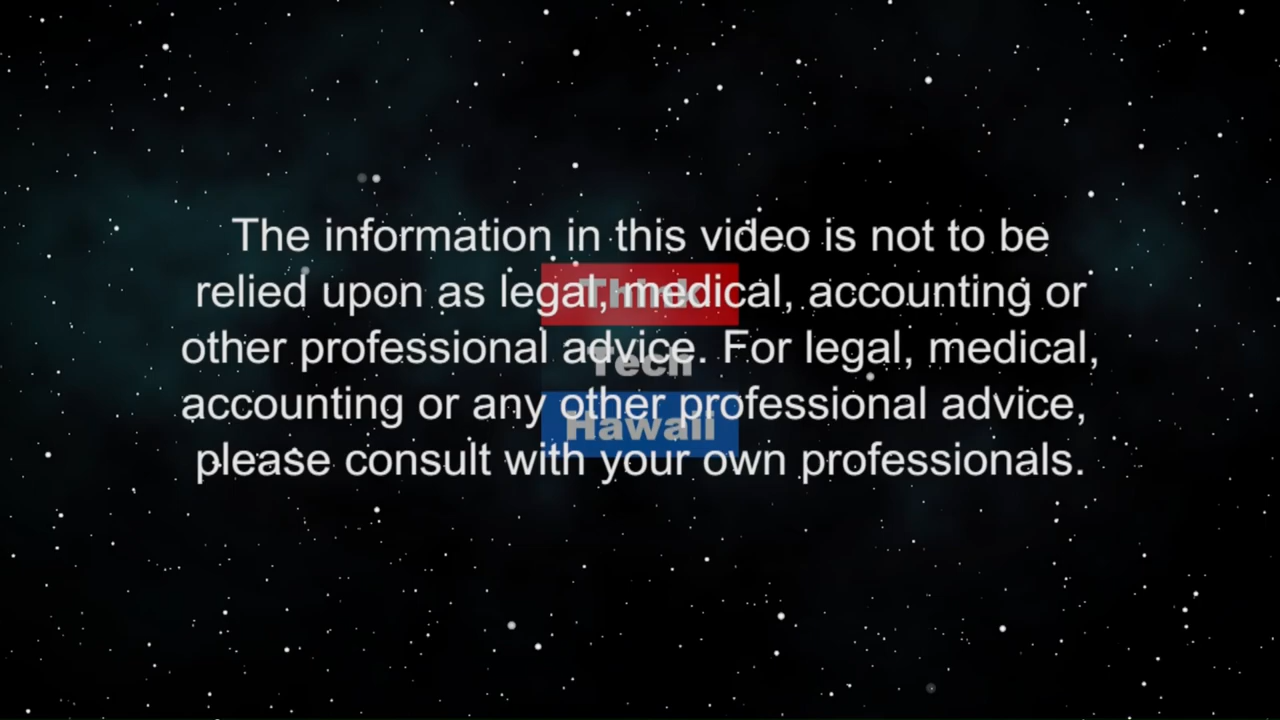 The information in this video is not to be
relied upon as legal, medical, accounting or
other professional advice. For legal, medical,
accounting or any other professional advice,
please consult with your own professionals.
Think
Tech
Hawaii